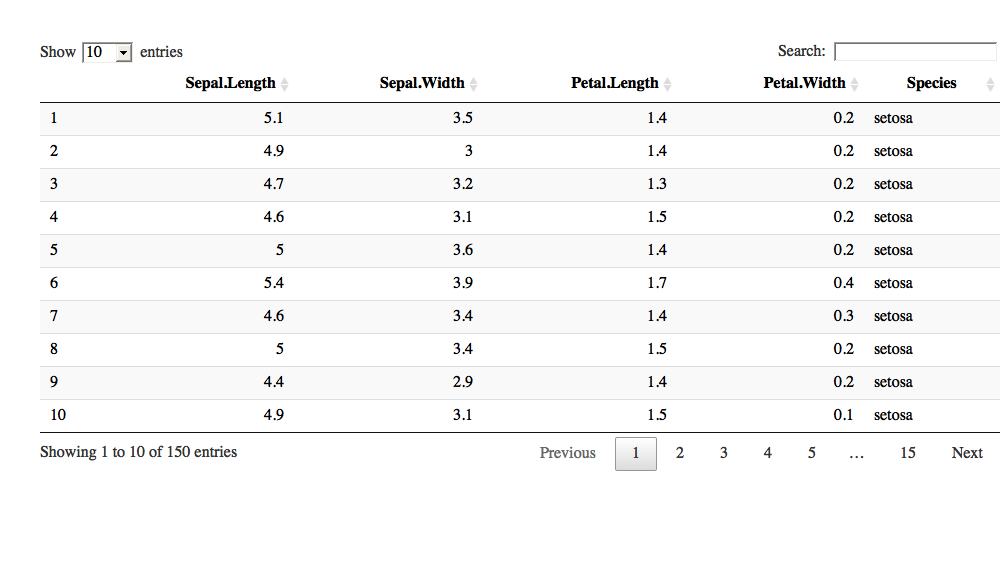 Show 10 entries Search:
Sepal.Length Sepal.Width Petal.Length Petal.Width Species
1 5.1 3.5 1.4 0.2 setosa
2 4.9 3 1.4 0.2 setosa
3 4.7 3.2 1.3 0.2 setosa
4 4.6 3.1 1.5 0.2 setosa
5 5 3.6 1.4 0.2 setosa
6 5.4 3.9 1.7 0.4 setosa
7 4.6 3.4 1.4 0.3 setosa
8 5 3.4 1.5 0.2 setosa
9 4.4 2.9 1.4 0.2 setosa
10 4.9 3.1 1.5 0.1 setosa
Showing 1 to 10 of 150 entries Previous 1 2 3 4 5 … 15 Next